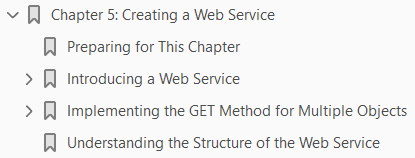 Chapter 5: Creating a Web Service
Preparing for This Chapter
Introducing a Web Service
Implementing the GET Method for Multiple Objects
Understanding the Structure of the Web Service